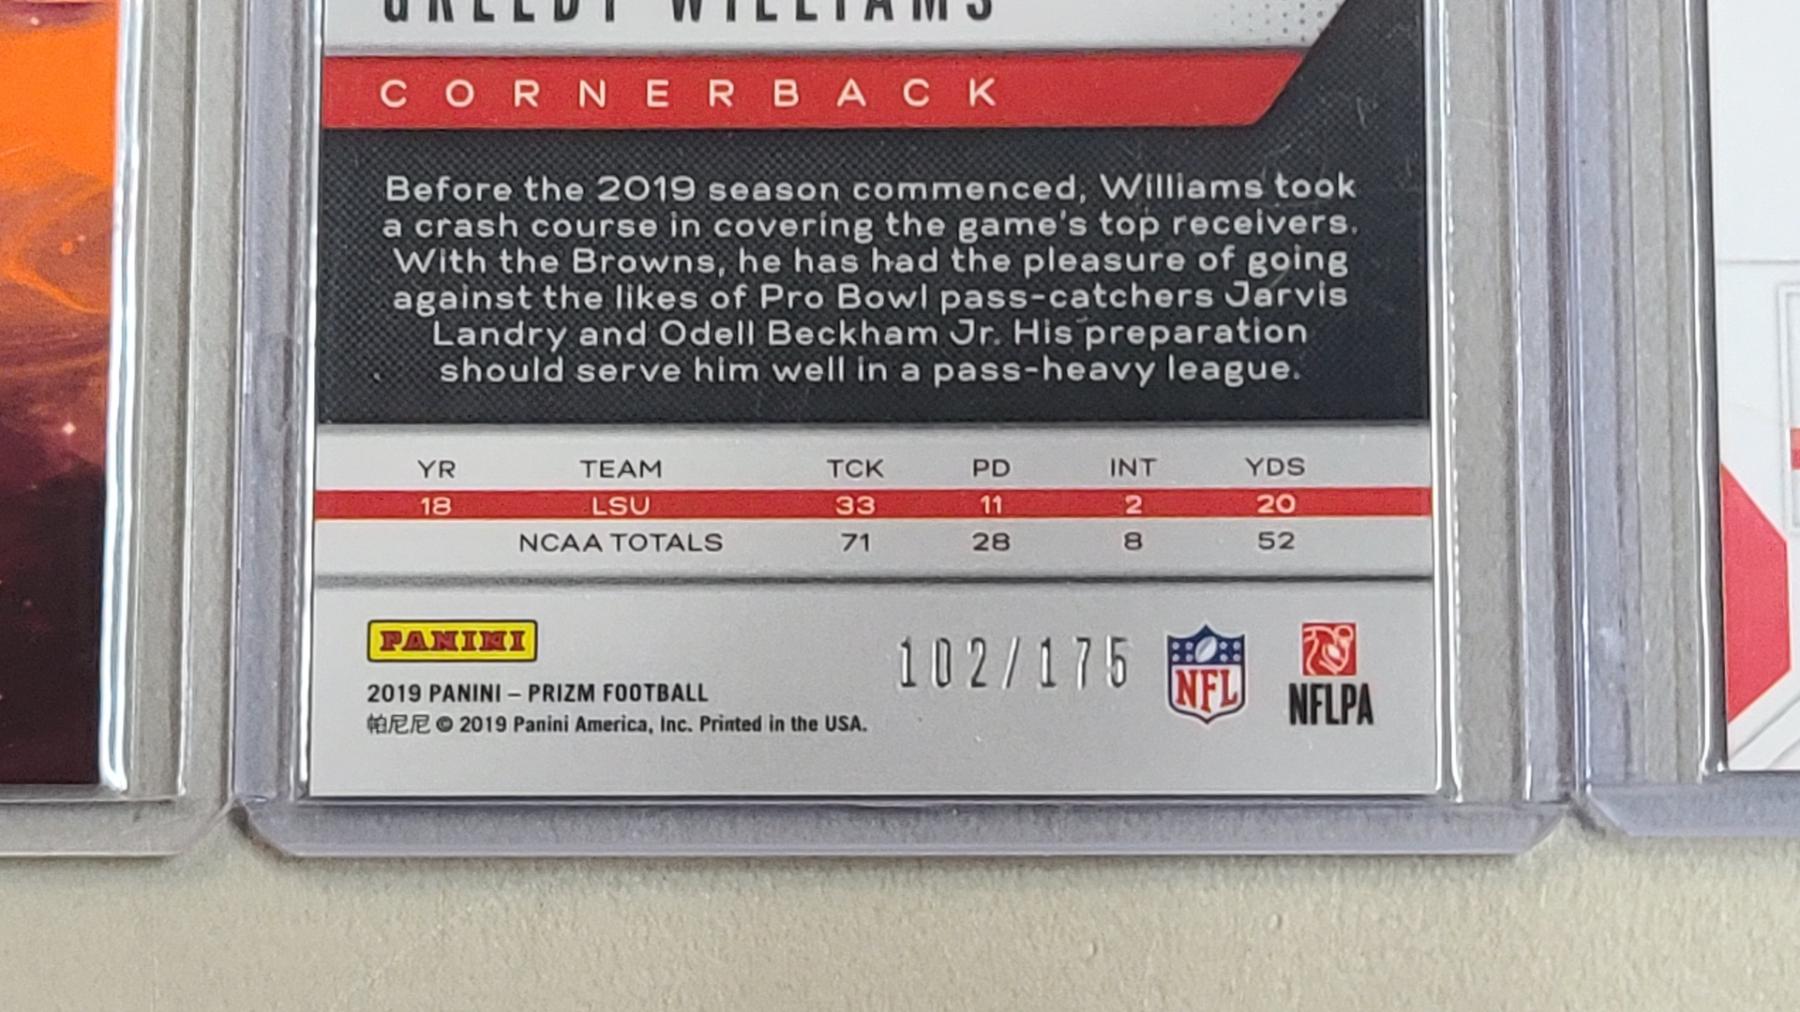 GREEDY WILLIAMS
CORNERBACK
Before the 2019 season commenced, Williams took
a crash course in covering the game's top receivers.
With the Browns, he has had the pleasure of going
against the likes of Pro Bowl pass-catchers Jarvis
Landry and Odell Beckham Jr. His preparation
should serve him well in a pass-heavy league.
YR TEAM TCK PD INT YDS
18 LSU 33 11 2 20
NCAA TOTALS 71 28 8 52
PANINI
102/175
NFL
NFLPA
2019 PANINI – PRIZM FOOTBALL
帕尼尼 © 2019 Panini America, Inc. Printed in the USA.